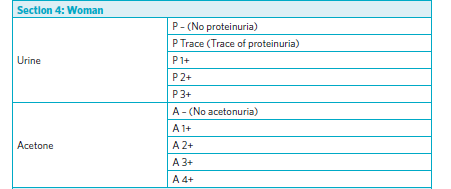 Section 4: Woman
Urine
P - (No proteinuria)
P Trace (Trace of proteinuria)
P 1+
P 2+
P 3+
Acetone
A - (No acetonuria)
A 1+
A 2+
A 3+
A 4+